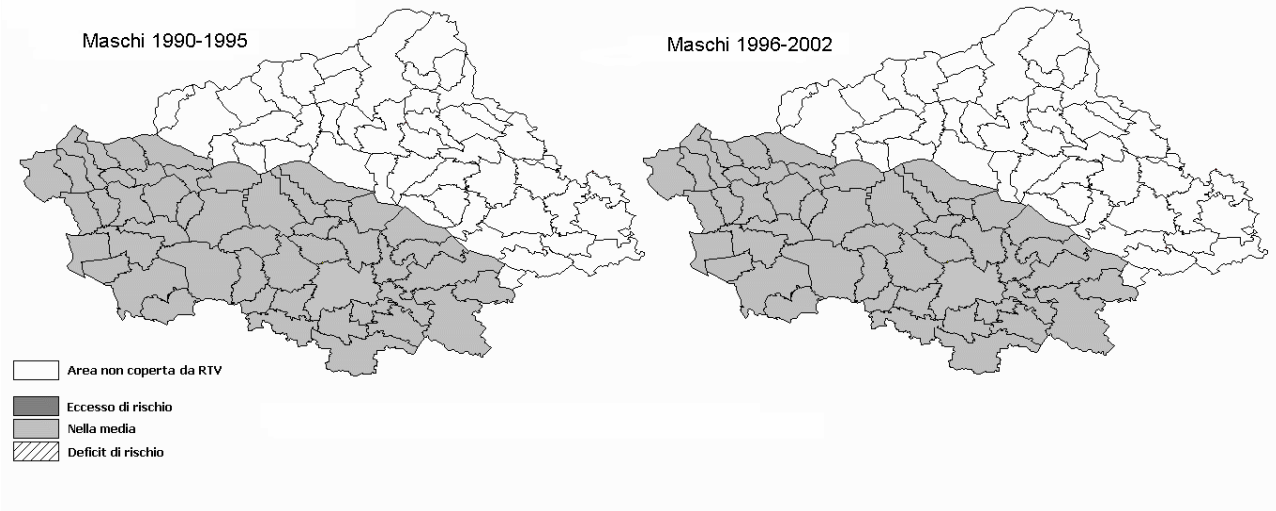 Maschi 1990-1995
Maschi 1996-2002
Area non coperta da RTV
Eccesso di rischio
Nella media
Deficit di rischio